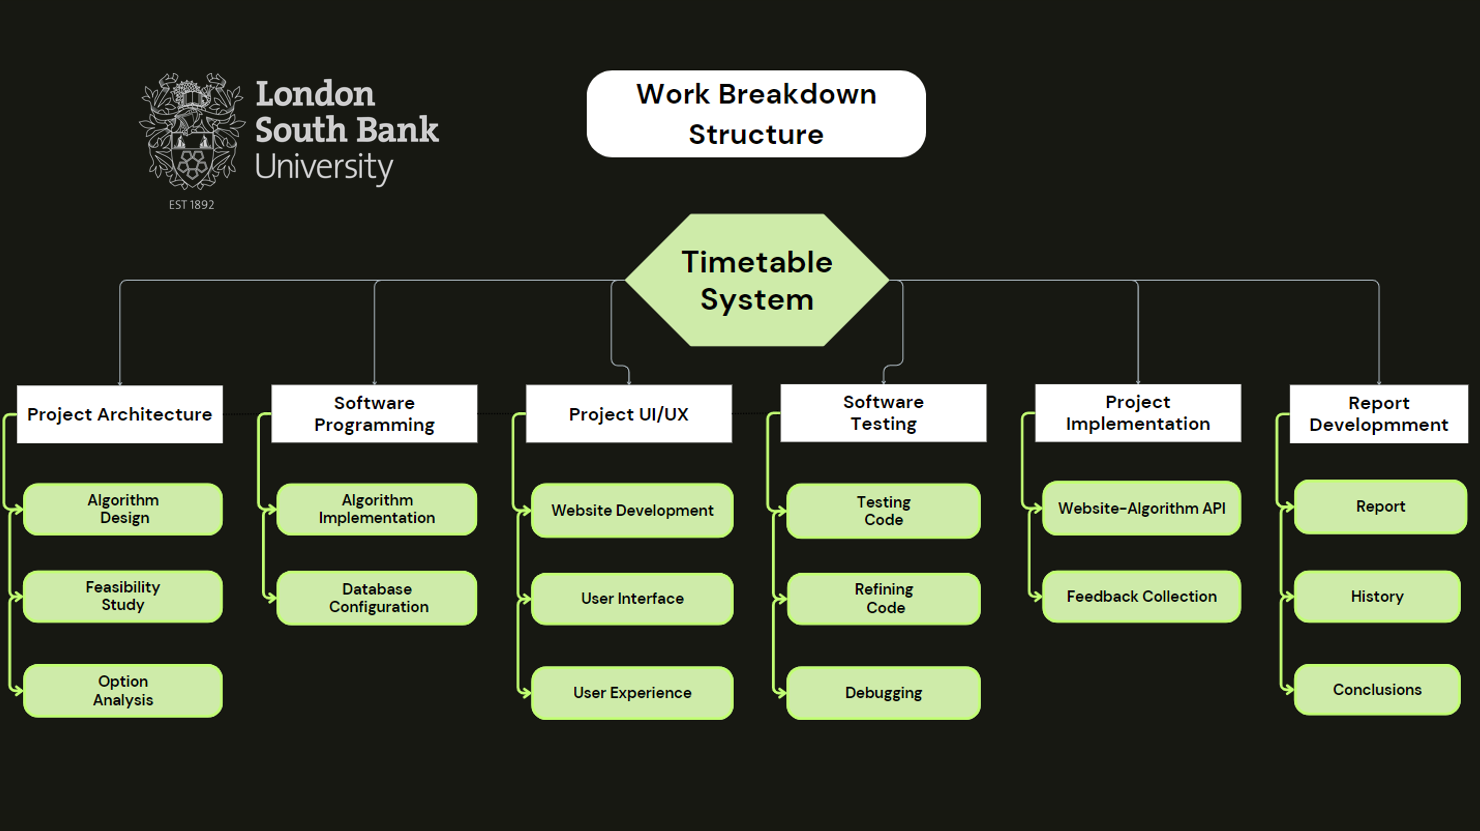 London
South Bank
University
EST 1892
Work Breakdown
Structure
Timetable
System
Project Architecture
Algorithm
Design
Feasibility
Study
Option
Analysis
Software
Programming
Algorithm
Implementation
Database
Configuration
Project UI/UX
Website Development
User Interface
User Experience
Software
Testing
Testing
Code
Refining
Code
Debugging
Project
Implementation
Website-Algorithm API
Feedback Collection
Report
Developmment
Report
History
Conclusions